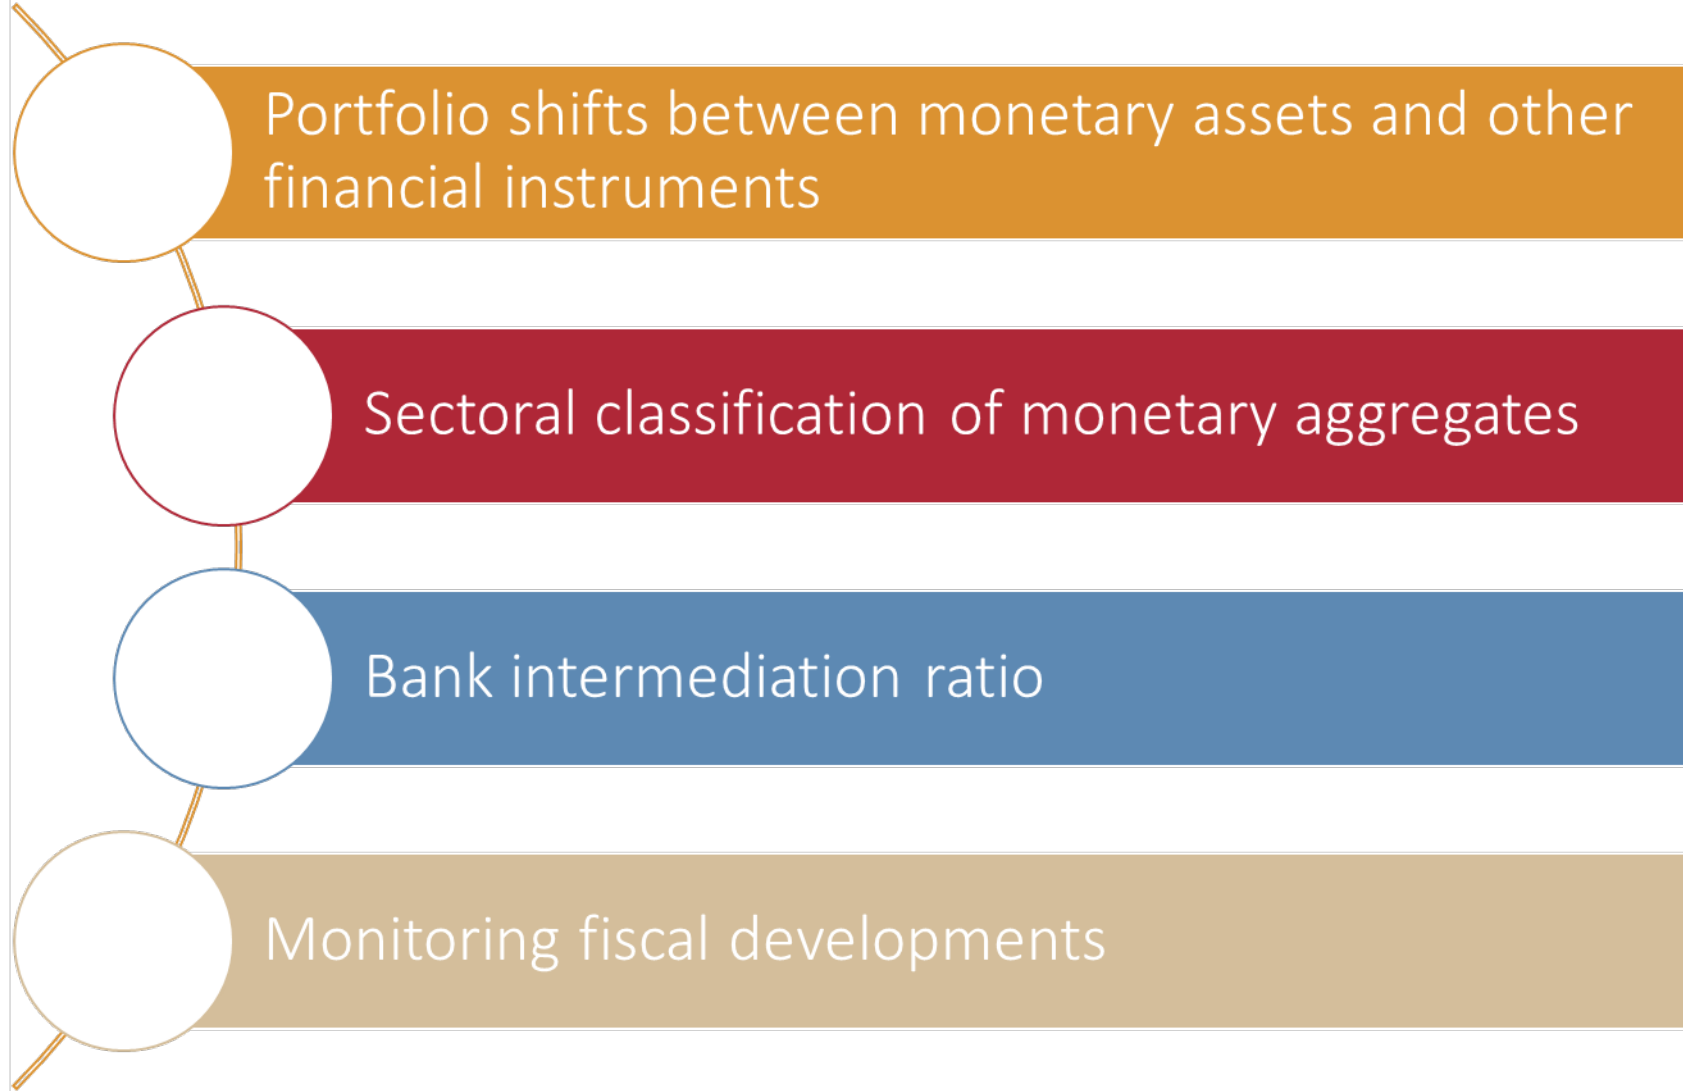 Portfolio shifts between monetary assets and other
financial instruments
Sectoral classification of monetary aggregates
Bank intermediation ratio
Monitoring fiscal developments